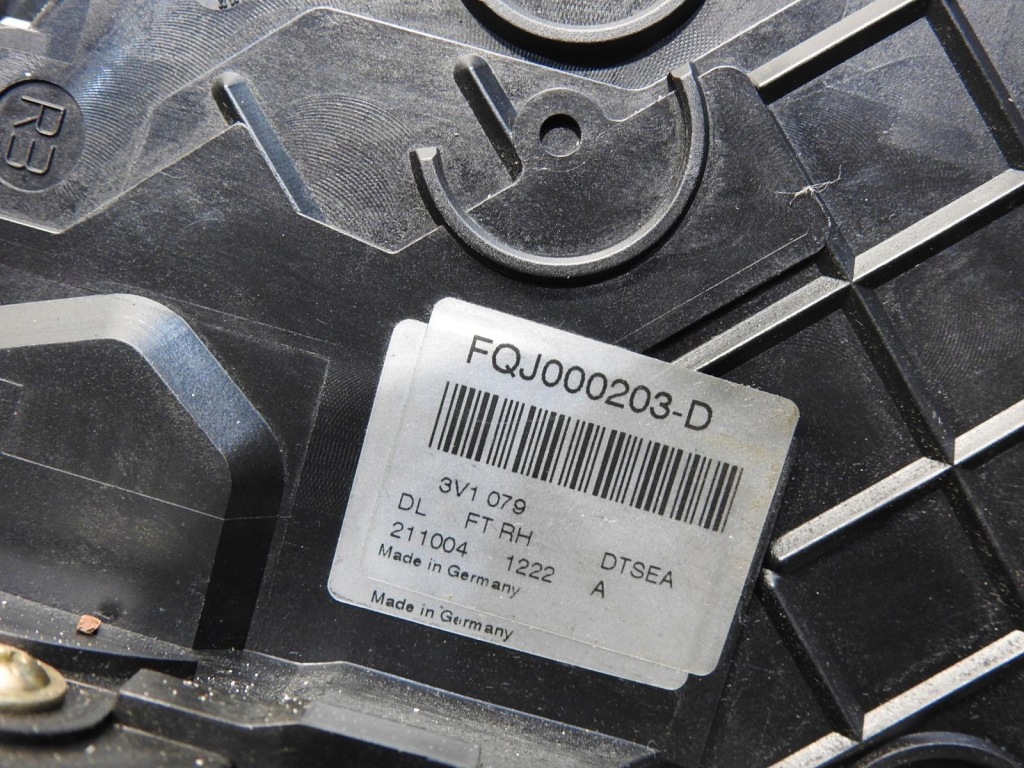 R3
FQJ000203-D
3V1 079
DL FT RH DTSEA
211004 1222 A
Made in Germany
Made in Germany